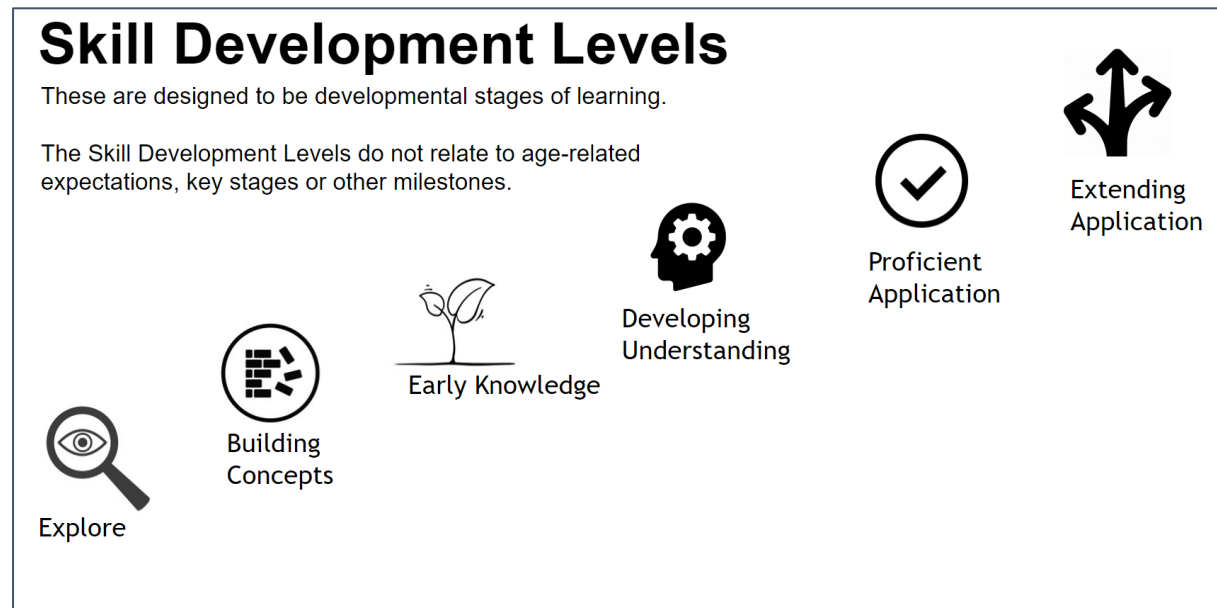 Skill Development Levels
These are designed to be developmental stages of learning.
The Skill Development Levels do not relate to age-related
expectations, key stages or other milestones.
Explore
Building
Concepts
Early Knowledge
Developing
Understanding
Proficient
Application
Extending
Application